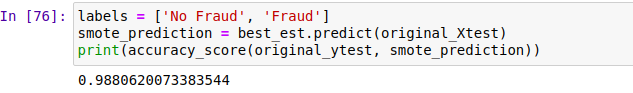 In [76]: labels = ['No Fraud', 'Fraud']
smote_prediction = best_est.predict(original_Xtest)
print(accuracy_score(original_ytest, smote_prediction))
0.9880620073383544